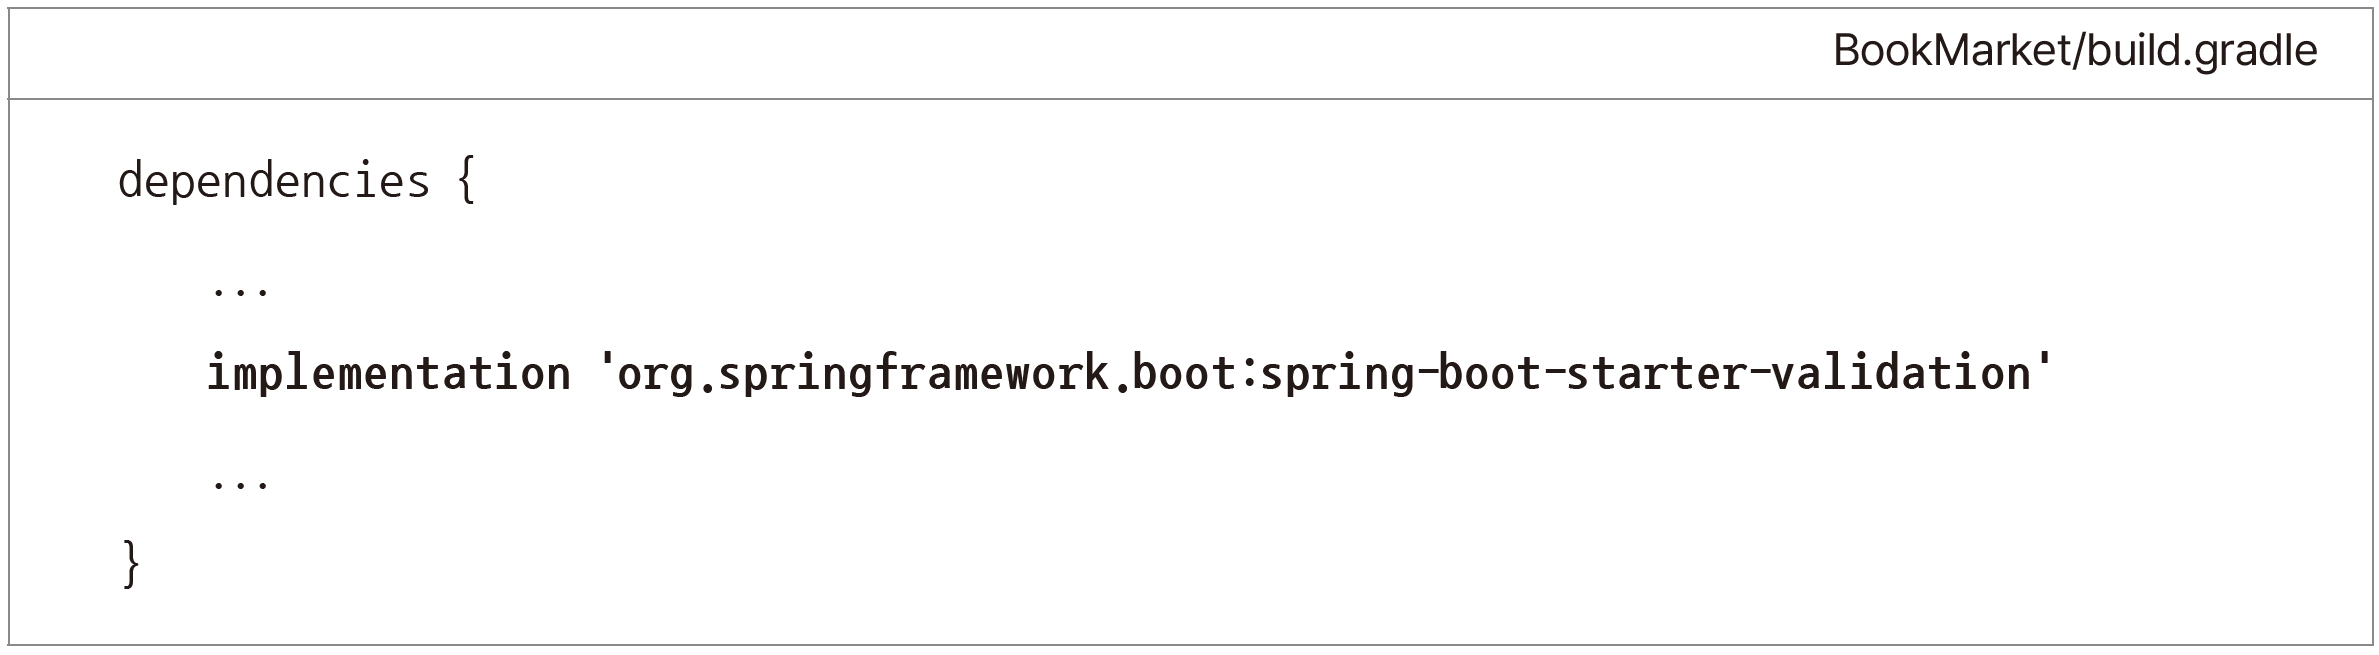 BookMarket/build.gradle
dependencies {
...
implementation 'org.springframework.boot:spring-boot-starter-validation'
...
}